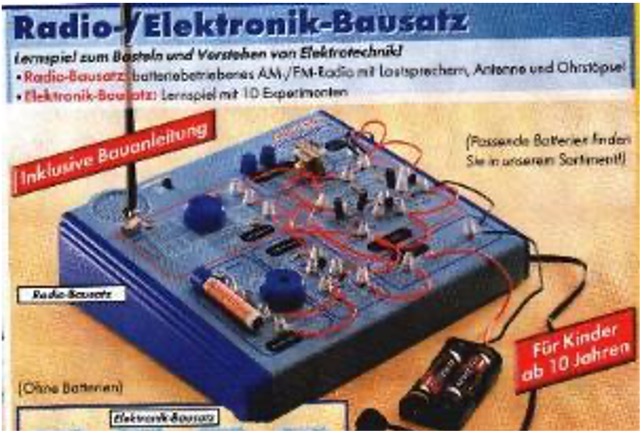 Radio-/Elektronik-Bausatz
Lernspiel zum Basteln und Verstehen von Elektrotechnik!
• Radio-Bausatz: batteriebetriebenes AM-/FM-Radio mit Lautsprechern, Antenne und Ohrstöpsel
• Elektronik-Bausatz: Lernspiel mit 10 Experimenten
Inklusive Bauanleitung
(Passende Batterien finden
Sie in unserem Sortiment!)
Radio-Bausatz
Für Kinder
ab 10 Jahren
(Ohne Batterien)
Elektronik-Bausatz